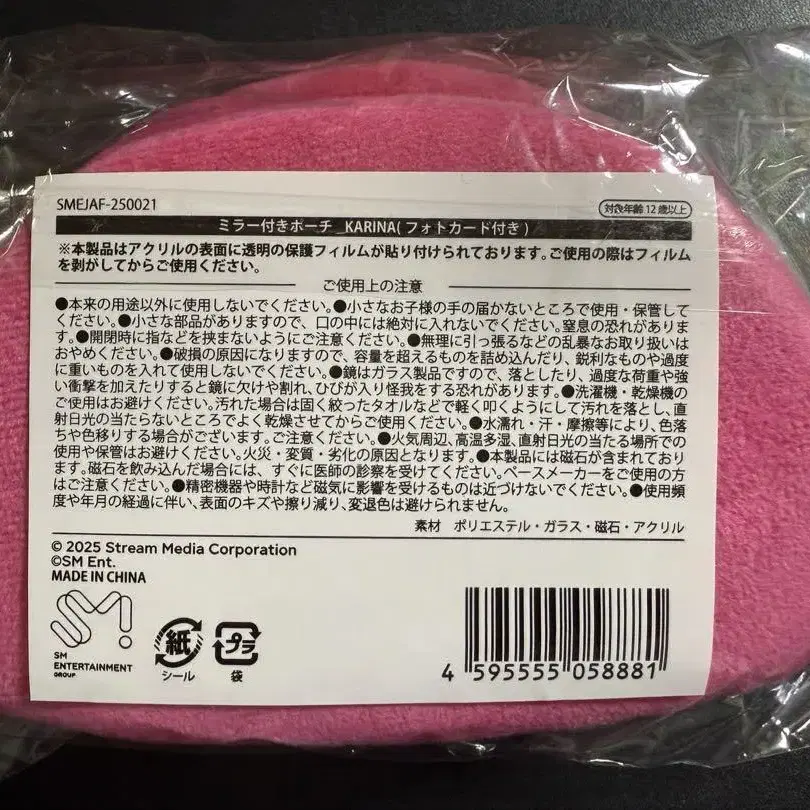 SMEJAF-250021
対象年齢12歳以上
ミラー付きポーチ KARINA(フォトカード付き)
※本製品はアクリルの表面に透明の保護フィルムが貼り付けられております。ご使用の際はフィルム
を剥がしてからご使用ください。
ご使用上の注意
●本来の用途以外に使用しないでください。●小さなお子様の手の届かないところで使用・保管して
ください。●小さな部品がありますので、口の中には絶対に入れないでください。窒息の恐れがありま
す。●開閉時に指などを挟まないようにご注意ください。●無理に引っ張るなどの乱暴なお取り扱いは
おやめください。●破損の原因になりますので、容量を超えるものを詰め込んだり、鋭利なものや過度
に重いものを入れて使用しないでください。●鏡はガラス製品ですので、落としたり、過度な荷重や強
い衝撃を加えたりすると鏡に欠けや割れ、ひびが入り怪我をする恐れがあります。●洗濯機・乾燥機の
ご使用はお避けください。汚れた場合は固く絞ったタオルなどで軽く叩くようにして汚れを落とし、直
射日光の当たらないところでよく乾燥させてからご使用ください。●水濡れ・汗・摩擦等により、色落
ちや色移りする場合がございます。ご注意ください。●火気周辺、高温多湿、直射日光の当たる場所での
使用や保管はお避けください。火災・変質・劣化の原因となります。●本製品には磁石が含まれておりま
す。磁石を飲み込んだ場合には、すぐに医師の診察を受けてください。ペースメーカーをご使用の方
はご注意ください。●精密機器や時計など磁気に影響を受けるものは近づけないでください。●使用頻
度や年月の経過に伴い、表面のキズや擦り減り、変退色は避けられません。
素材 ポリエステル・ガラス・磁石・アクリル
© 2025 Stream Media Corporation
©SM Ent.
MADE IN CHINA
SM
ENTERTAINMENT
GROUP
紙
シール
プラ
袋
4 595555 058881